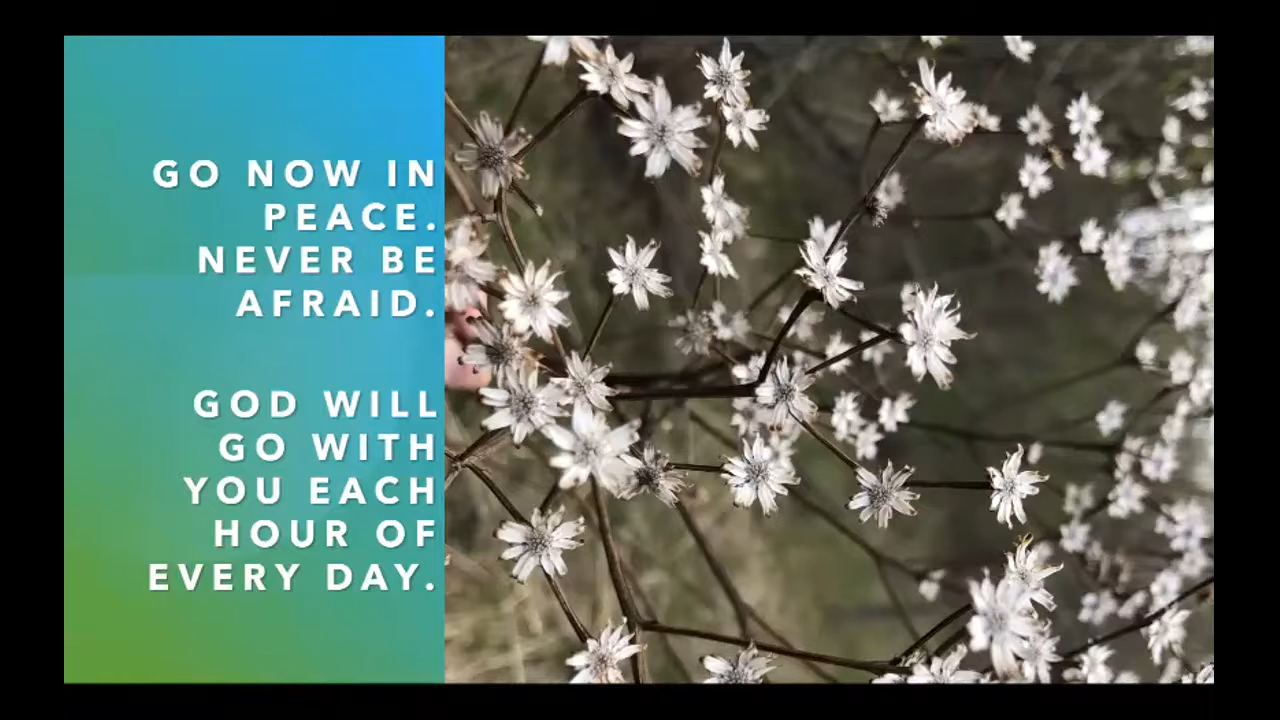 GO NOW IN
PEACE.
NEVER BE
AFRAID.
GOD WILL
GO WITH
YOU EACH
HOUR OF
EVERY DAY.